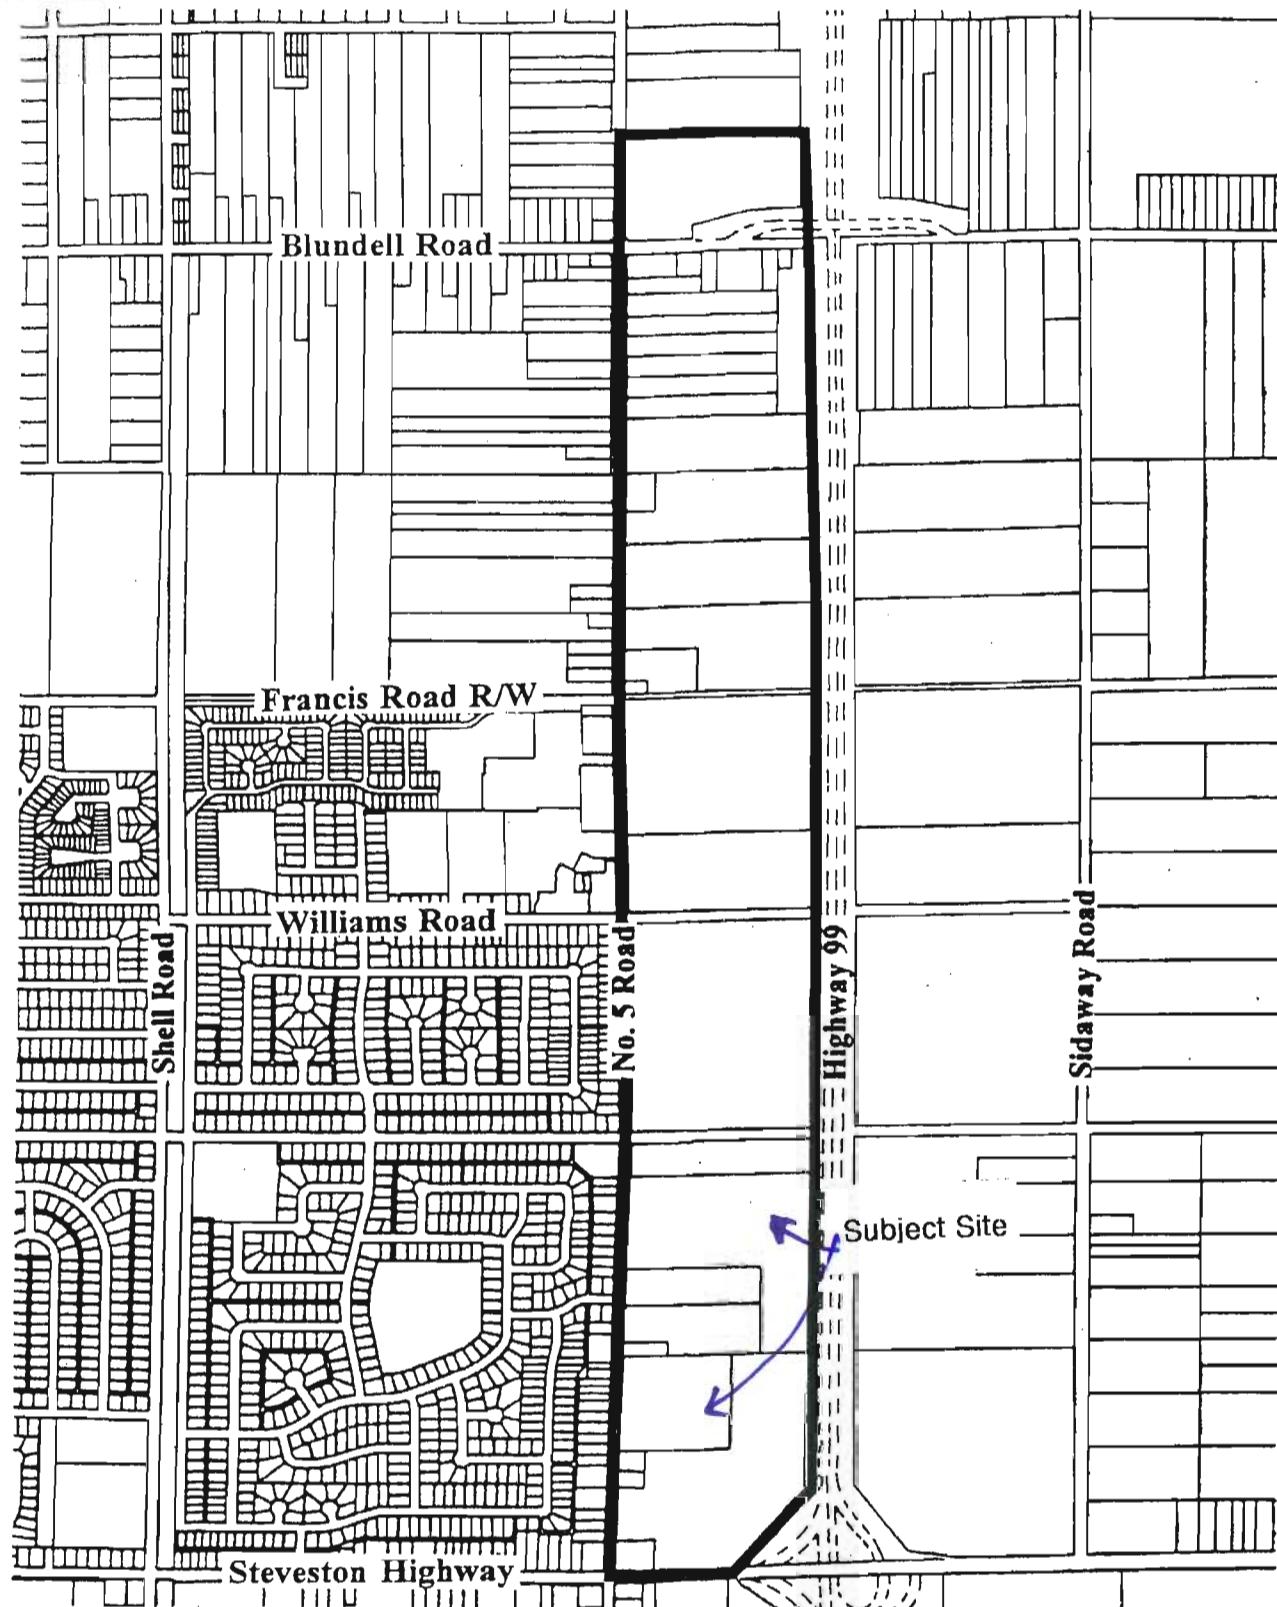 Blundell Road
Francis Road R/W
Williams Road
Shell Road
No. 5 Road
Highway 99
Sidaway Road
Subject Site
Steveston Highway